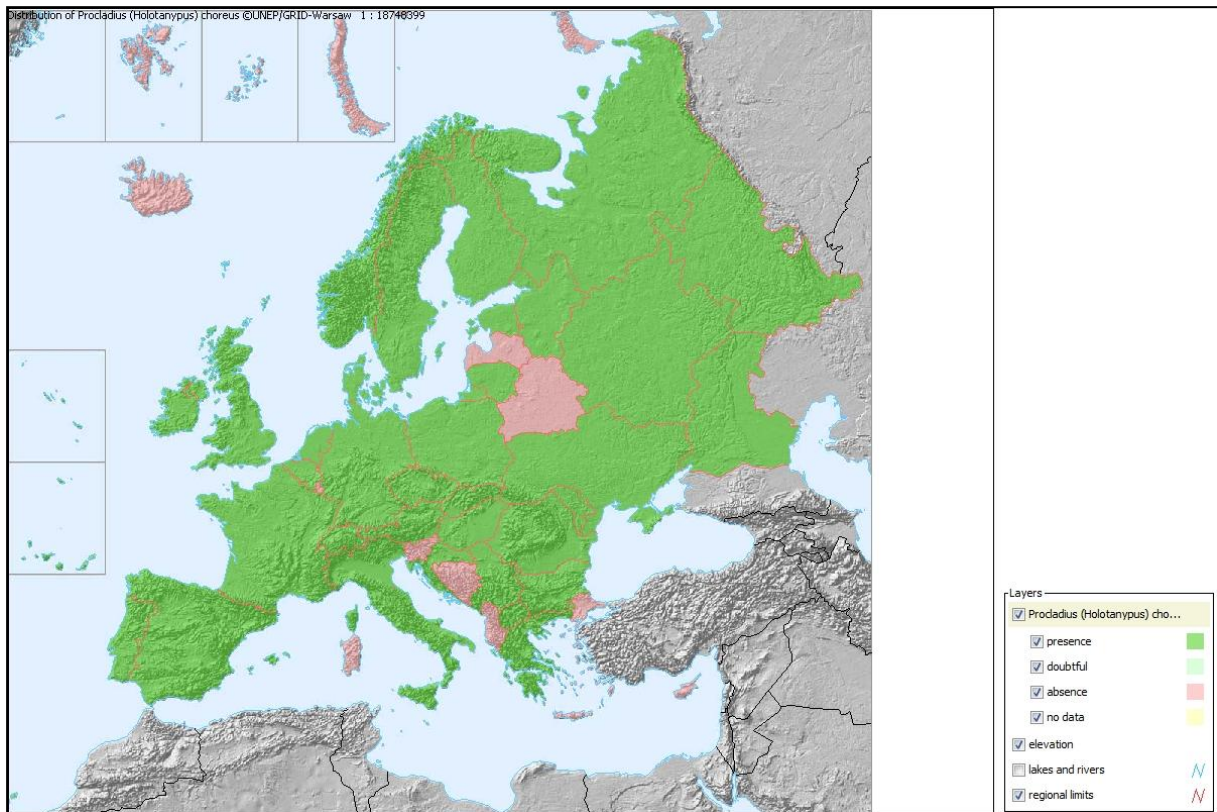 Distribution of Procladius (Holotanypus) choreus ©UNEP/GRID-Warsaw 1 : 18748399
Layers
Procladius (Holotanypus) cho...
presence
doubtful
absence
no data
elevation
lakes and rivers
regional limits